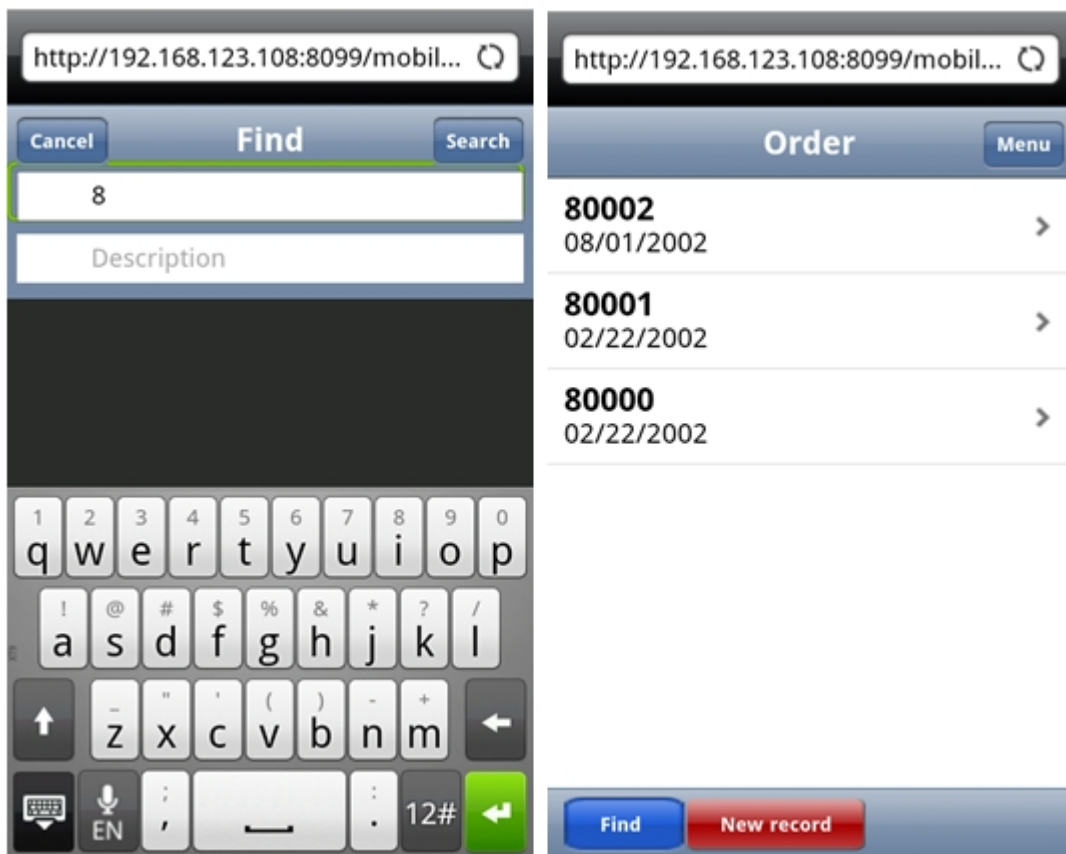 http://192.168.123.108:8099/mobil...
Cancel Find Search
8
Description
1 2 3 4 5 6 7 8 9 0
q w e r t y u i o p
! @ # $ % & * ? /
a s d f g h j k l
_ " ' ( ) - +
z x c v b n m
; :
EN , . 12#
http://192.168.123.108:8099/mobil...
Order Menu
80002
08/01/2002
80001
02/22/2002
80000
02/22/2002
Find New record